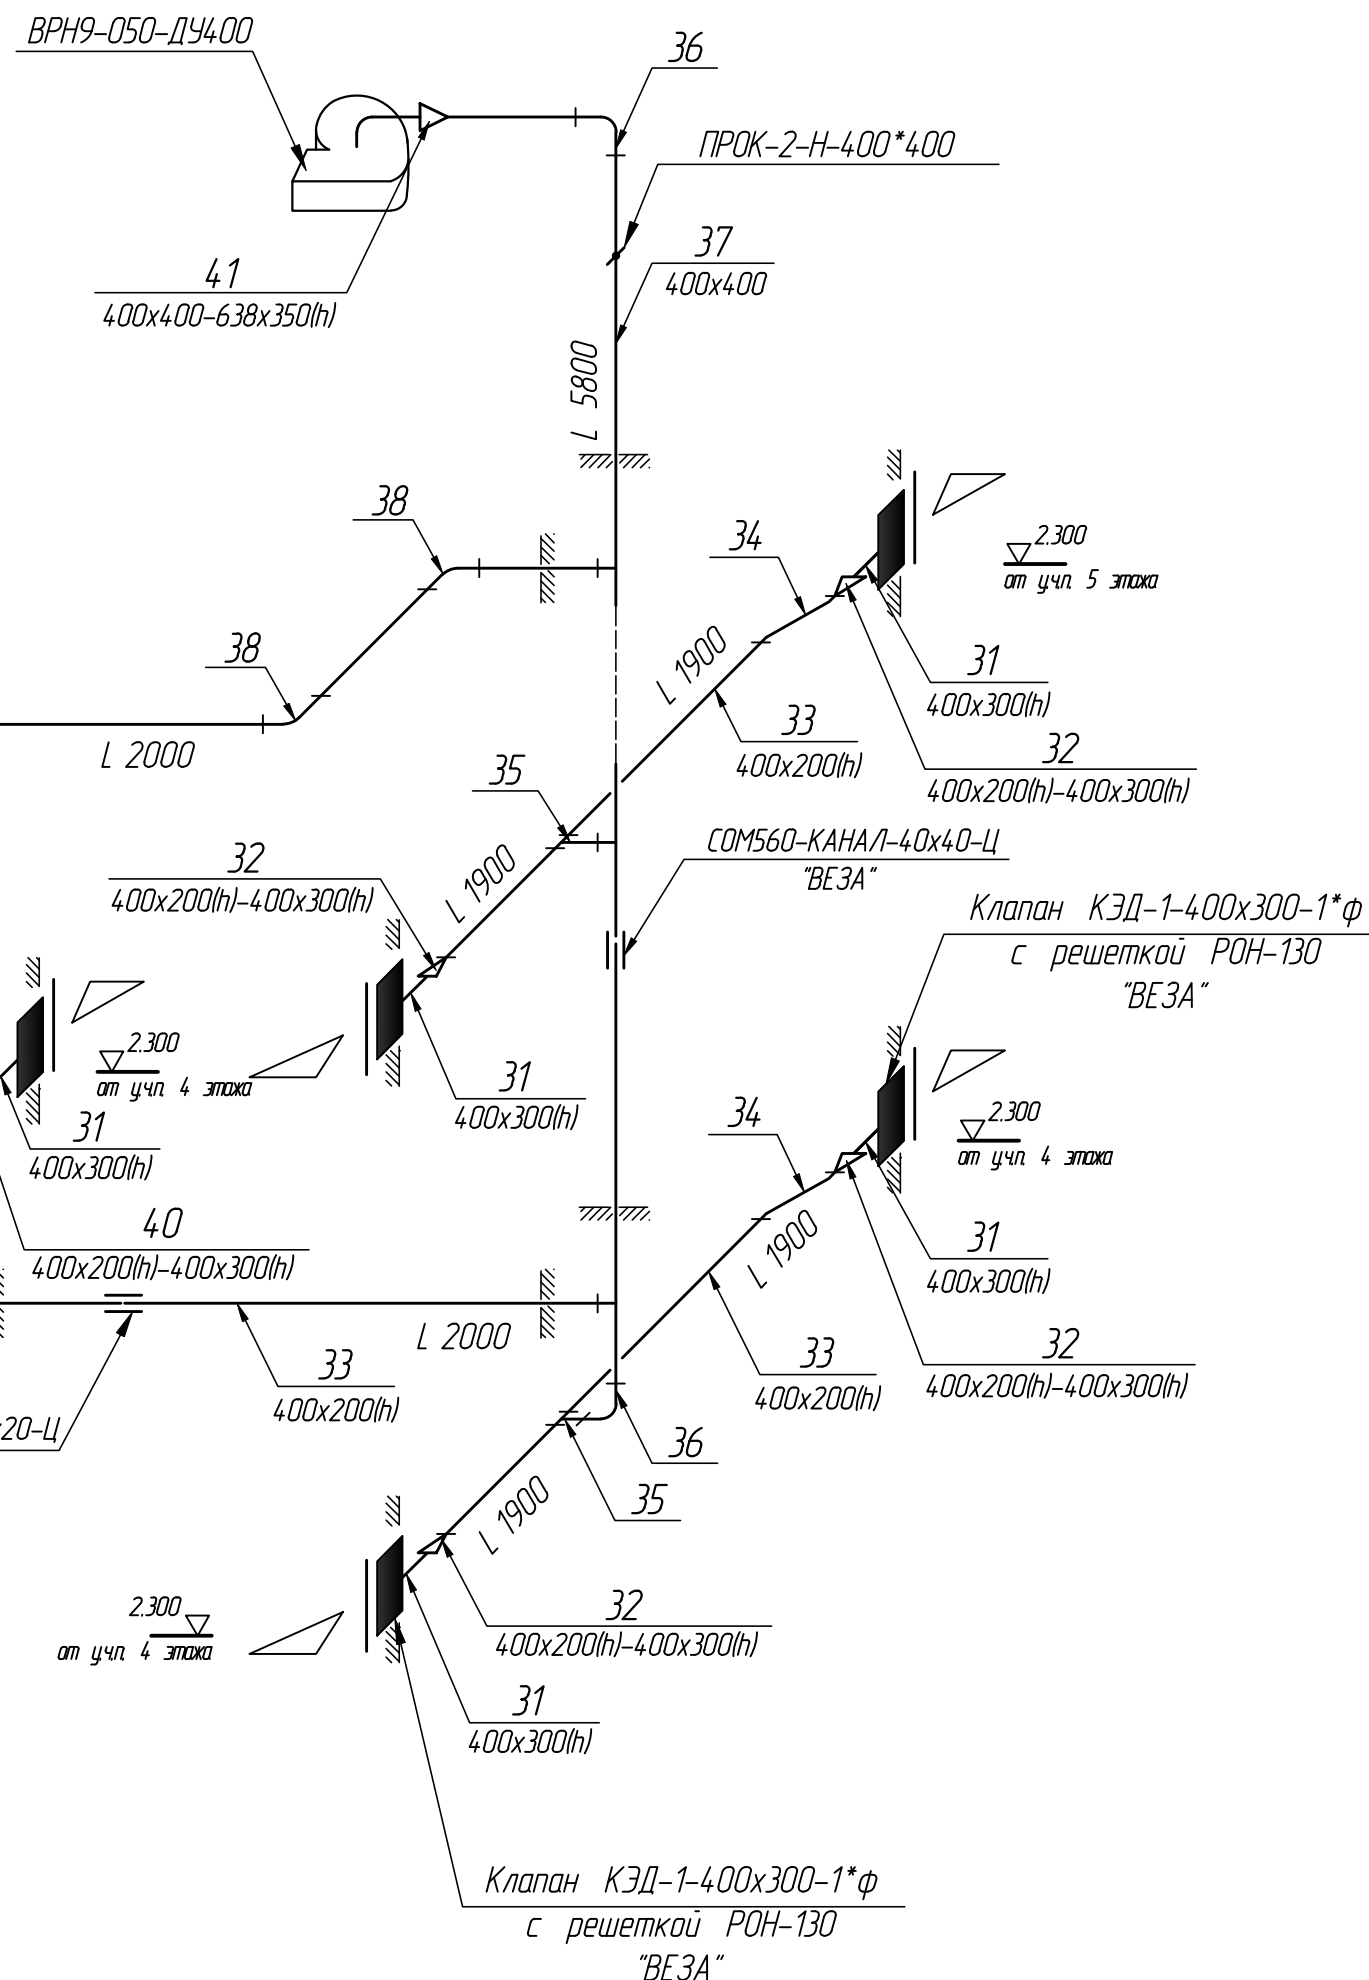 ВРН9-050-ДУ400
36
ПРОК-2-Н-400*400
37
400х400
41
400х400-638х350(h)
L 5800
38
34
2.300
от у.ч.п. 5 этажа
38
L 1900
31
400х300(h)
L 2000
33
400х200(h)
32
400х200(h)-400х300(h)
35
СОМ560-КАНАЛ-40х40-Ц
"ВЕЗА"
32
400х200(h)-400х300(h)
L 1900
Клапан КЭД-1-400х300-1*ф
с решеткой РОН-130
"ВЕЗА"
2.300
от у.ч.п. 4 этажа
31
400х300(h)
34
2.300
от у.ч.п. 4 этажа
31
400х300(h)
40
400х200(h)-400х300(h)
L 1900
31
400х300(h)
L 2000
33
400х200(h)
33
400х200(h)
32
400х200(h)-400х300(h)
х20-Ц
36
35
L 1900
2.300
от у.ч.п. 4 этажа
32
400х200(h)-400х300(h)
31
400х300(h)
Клапан КЭД-1-400х300-1*ф
с решеткой РОН-130
"ВЕЗА"